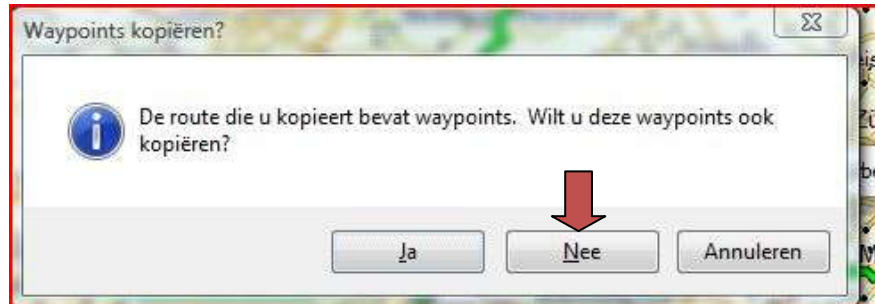 Waypoints kopiëren?
De route die u kopieert bevat waypoints. Wilt u deze waypoints ook
kopiëren?
Ja
Nee
Annuleren